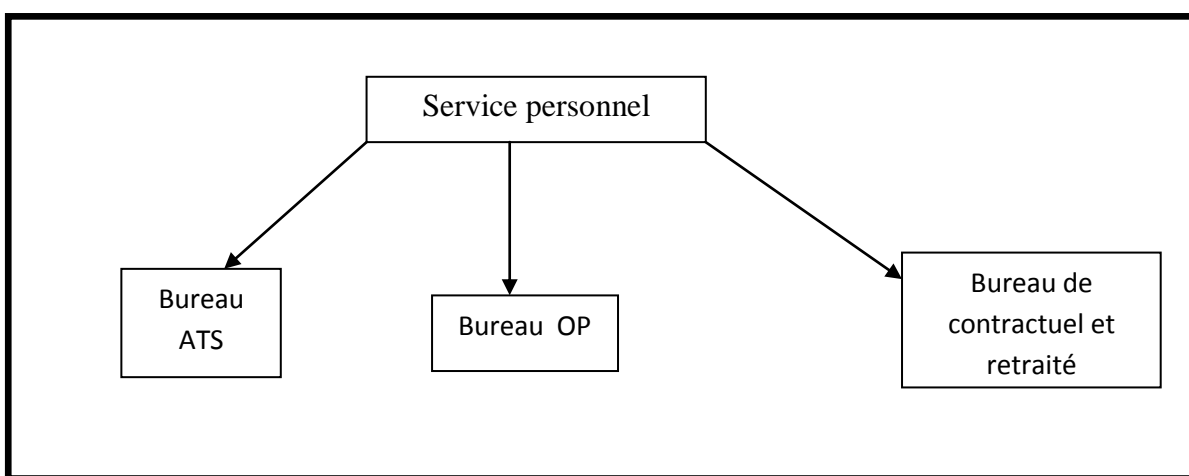 Service personnel
Bureau
ATS
Bureau OP
Bureau de
contractuel et
retraité